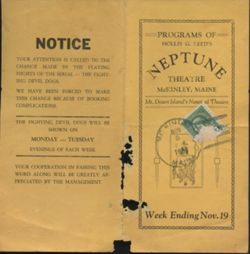 NOTICE
YOUR ATTENTION IS CALLED TO THE
CHANGE MADE IN THE PLAYING
NIGHTS OF THE SERIAL — THE FIGHT-
ING DEVIL DOGS.
WE HAVE BEEN FORCED TO MAKE
THIS CHANGE BECAUSE OF BOOKING
COMPLICATIONS.
THE FIGHTING DEVIL DOGS WILL BE
SHOWN ON
MONDAY and TUESDAY
EVENINGS OF EACH WEEK
YOUR COOPERATION IN PASSING THIS
WORD ALONG WILL BE GREATLY AP-
PRECIATED BY THE MANAGEMENT.
PROGRAMS OF
HOLLIS G. REED'S
NEPTUNE
THEATRE
McKINLEY, MAINE
Mt. Desert Island's Newest Theatre
NOV
Week Ending Nov. 19